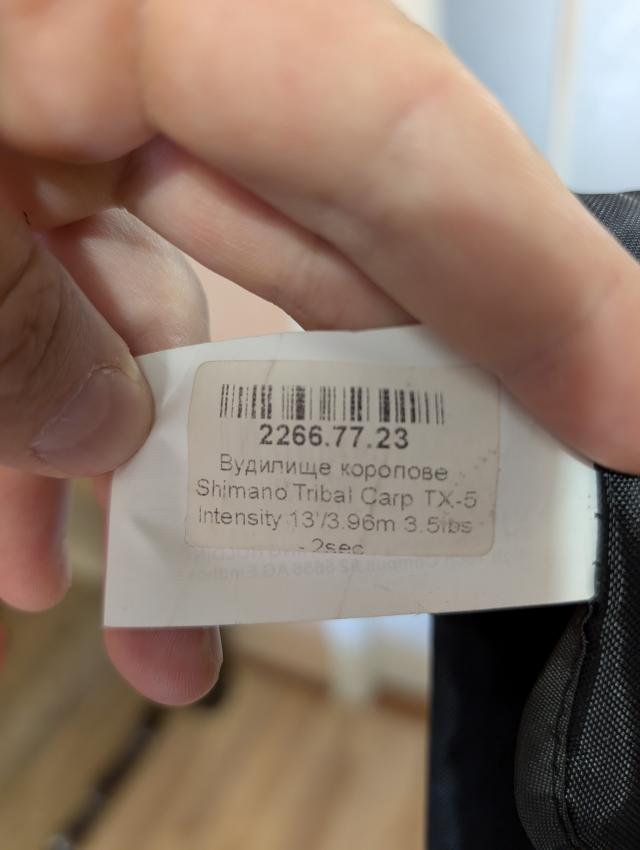 2266.77.23
Вудилище коропове
Shimano Tribal Carp TX-5
Intensity 13'/3.96m 3.5lbs
- 2sec